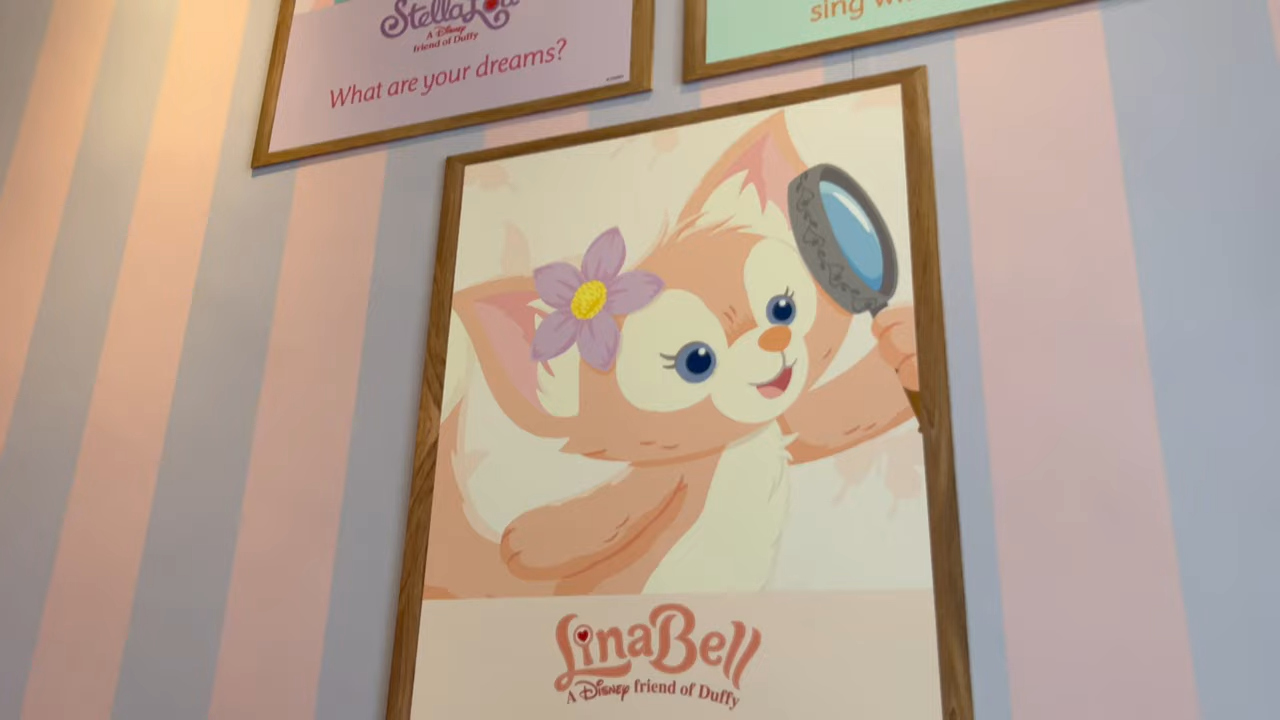 StellaLou
A Disney
friend of Duffy
What are your dreams?
sing
LinaBell
A Disney friend of Duffy